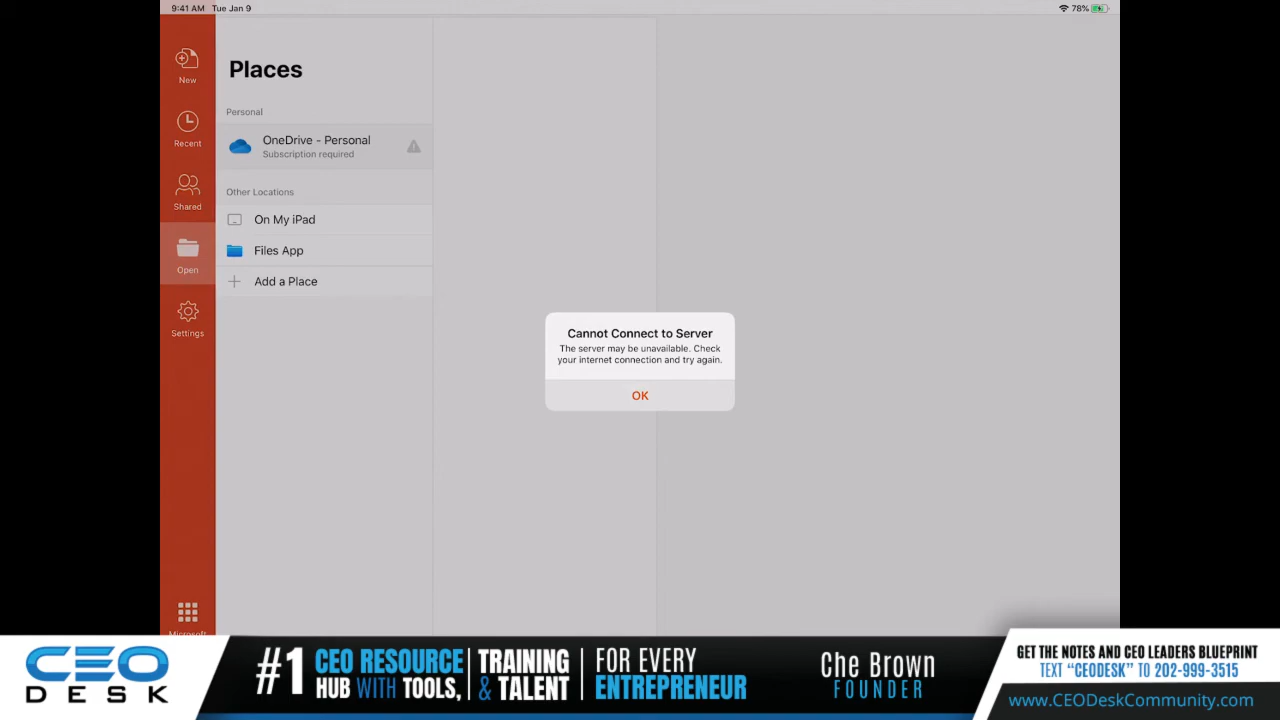 9:41 AM Tue Jan 9
78%
New
Recent
Shared
Open
Settings
Places
Personal
OneDrive - Personal
Subscription required
Other Locations
On My iPad
Files App
Add a Place
Cannot Connect to Server
The server may be unavailable. Check
your internet connection and try again.
OK
Microsoft
CEO
DESK
#1 CEO RESOURCE
HUB WITH TOOLS,
TRAINING
& TALENT
FOR EVERY
ENTREPRENEUR
Che Brown
FOUNDER
GET THE NOTES AND CEO LEADERS BLUEPRINT
TEXT “CEODESK” TO 202-999-3515
www.CEODeskCommunity.com